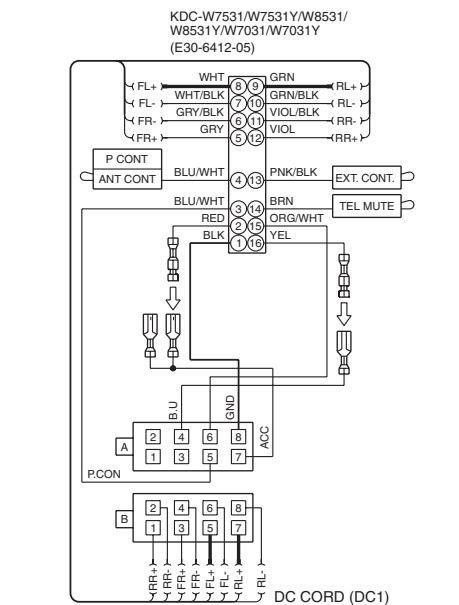 KDC-W7531/W7531Y/W8531/
W8531Y/W7031/W7031Y
(E30-6412-05)
FL+ WHT 8 9 GRN RL+
FL- WHT/BLK 7 10 GRN/BLK RL-
FR- GRY/BLK 6 11 VIOL/BLK RR-
FR+ GRY 5 12 VIOL RR+
P CONT
ANT CONT BLU/WHT 4 13 PNK/BLK EXT. CONT.
BLU/WHT 3 14 BRN TEL MUTE
RED 2 15 ORG/WHT
BLK 1 16 YEL
B.U GND ACC
A 2 4 6 8
1 3 5 7
P.CON
B 2 4 6 8
1 3 5 7
RR+ RR- FR+ FR- FL+ FL- RL+ RL-
DC CORD (DC1)